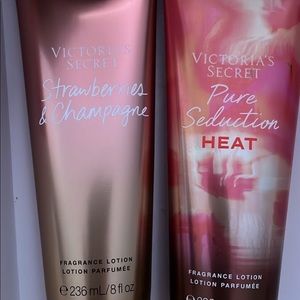 VICTORIA'S
SECRET
Strawberries
& Champagne
FRAGRANCE LOTION
LOTION PARFUMÉE
℮ 236 mL/8 fl oz
VICTORIA'S
SECRET
Pure
Seduction
HEAT
FRAGRANCE LOTION
LOTION PARFUMÉE